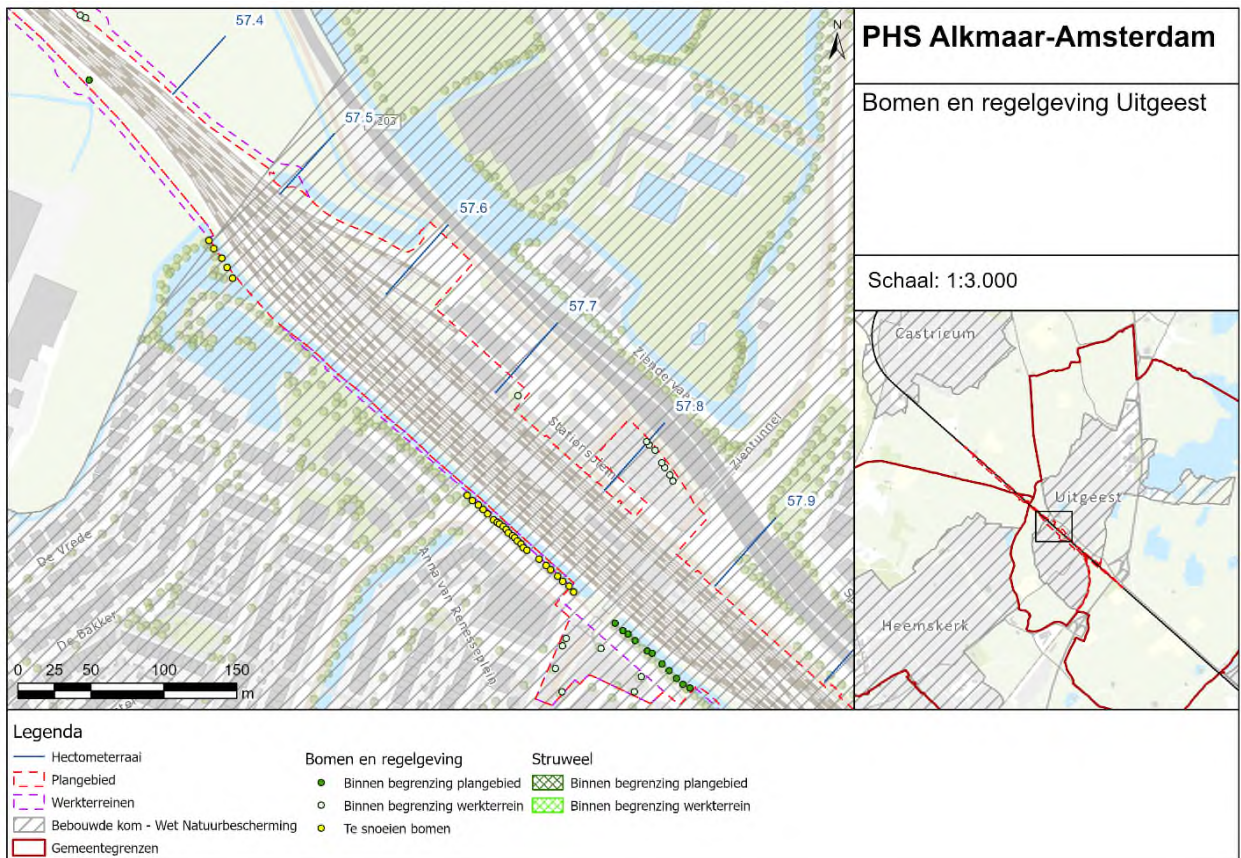 57.4
57.5
203
57.6
57.7
57.8
57.9
Stationsplein
Zientunnel
De Vrede
De Bakker
Anna van Renesseplein
0 25 50 100 150
m
N
PHS Alkmaar-Amsterdam
Bomen en regelgeving Uitgeest
Schaal: 1:3.000
Castricum
Uitgeest
Heemskerk
Legenda
Hectometerraai
Plangebied
Werkterreinen
Bebouwde kom - Wet Natuurbescherming
Gemeentegrenzen
Bomen en regelgeving
Binnen begrenzing plangebied
Binnen begrenzing werkterrein
Te snoeien bomen
Struweel
Binnen begrenzing plangebied
Binnen begrenzing werkterrein